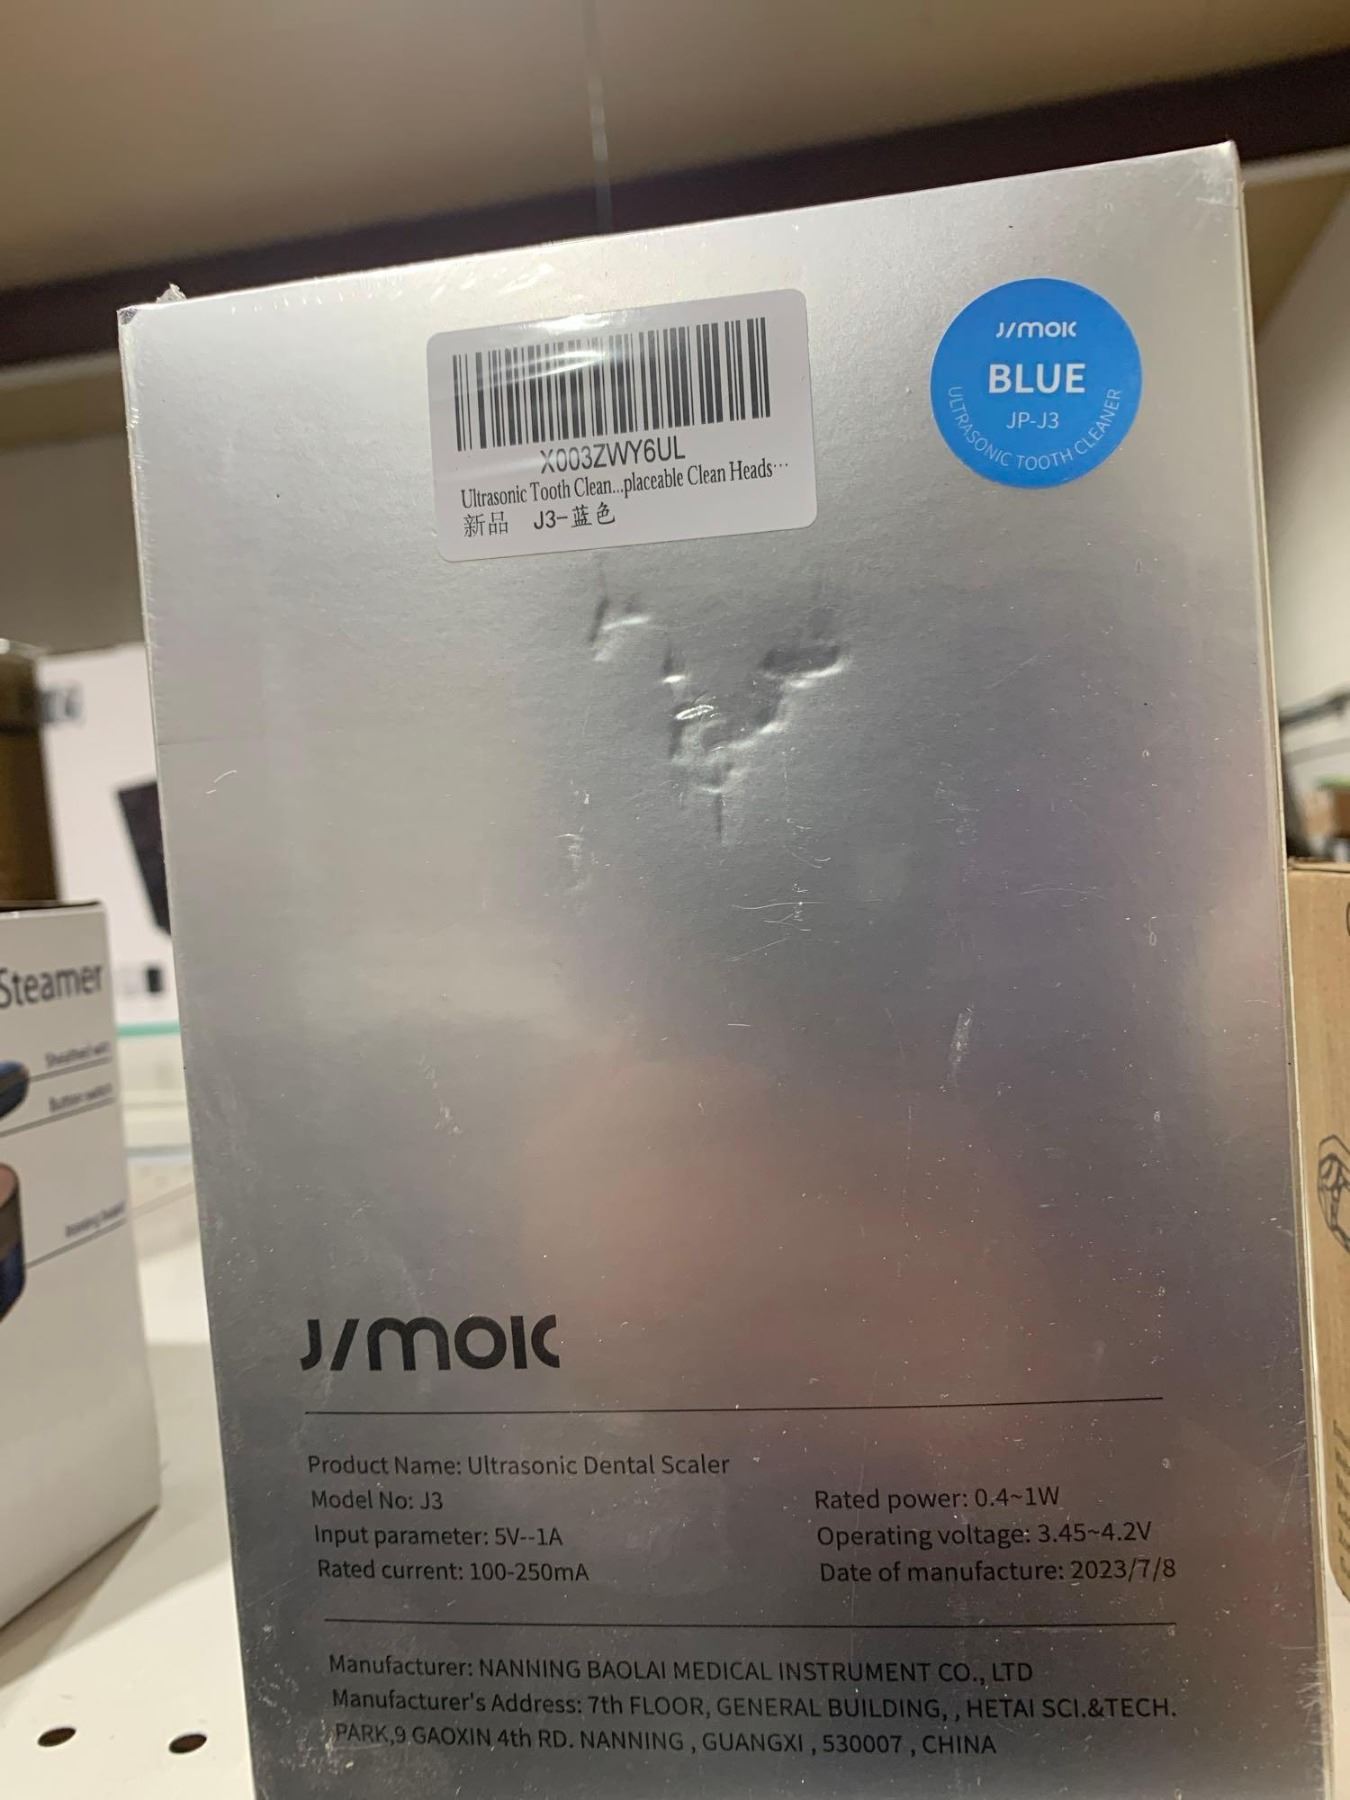 X003ZWY6UL
Ultrasonic Tooth Clean...placeable Clean Heads…
新品 J3-蓝色
J/MOIC
BLUE
JP-J3
ULTRASONIC TOOTH CLEANER
Steamer
J/MOIC
Product Name: Ultrasonic Dental Scaler
Model No: J3
Rated power: 0.4~1W
Input parameter: 5V--1A
Operating voltage: 3.45~4.2V
Rated current: 100-250mA
Date of manufacture: 2023/7/8
Manufacturer: NANNING BAOLAI MEDICAL INSTRUMENT CO., LTD
Manufacturer's Address: 7th FLOOR, GENERAL BUILDING, , HETAI SCI.&TECH.
PARK,9 GAOXIN 4th RD. NANNING , GUANGXI , 530007 , CHINA